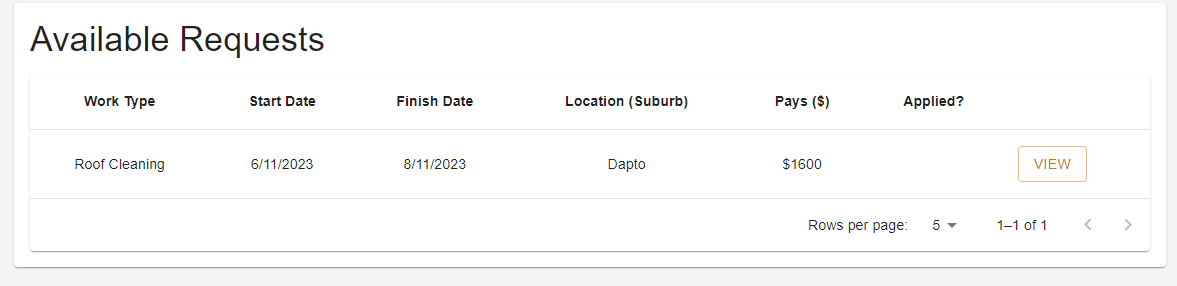 Available Requests
Work Type Start Date Finish Date Location (Suburb) Pays ($) Applied?
Roof Cleaning 6/11/2023 8/11/2023 Dapto $1600 VIEW
Rows per page: 5 1–1 of 1